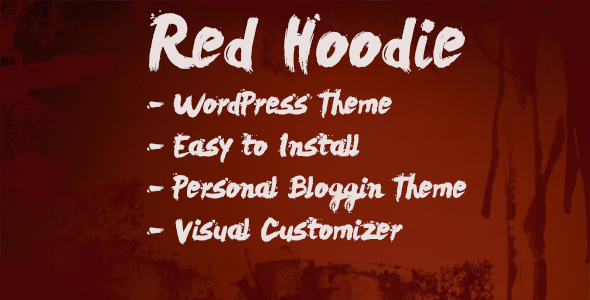 Red Hoodie
- WordPress Theme
- Easy to Install
- Personal Bloggin Theme
- Visual Customizer